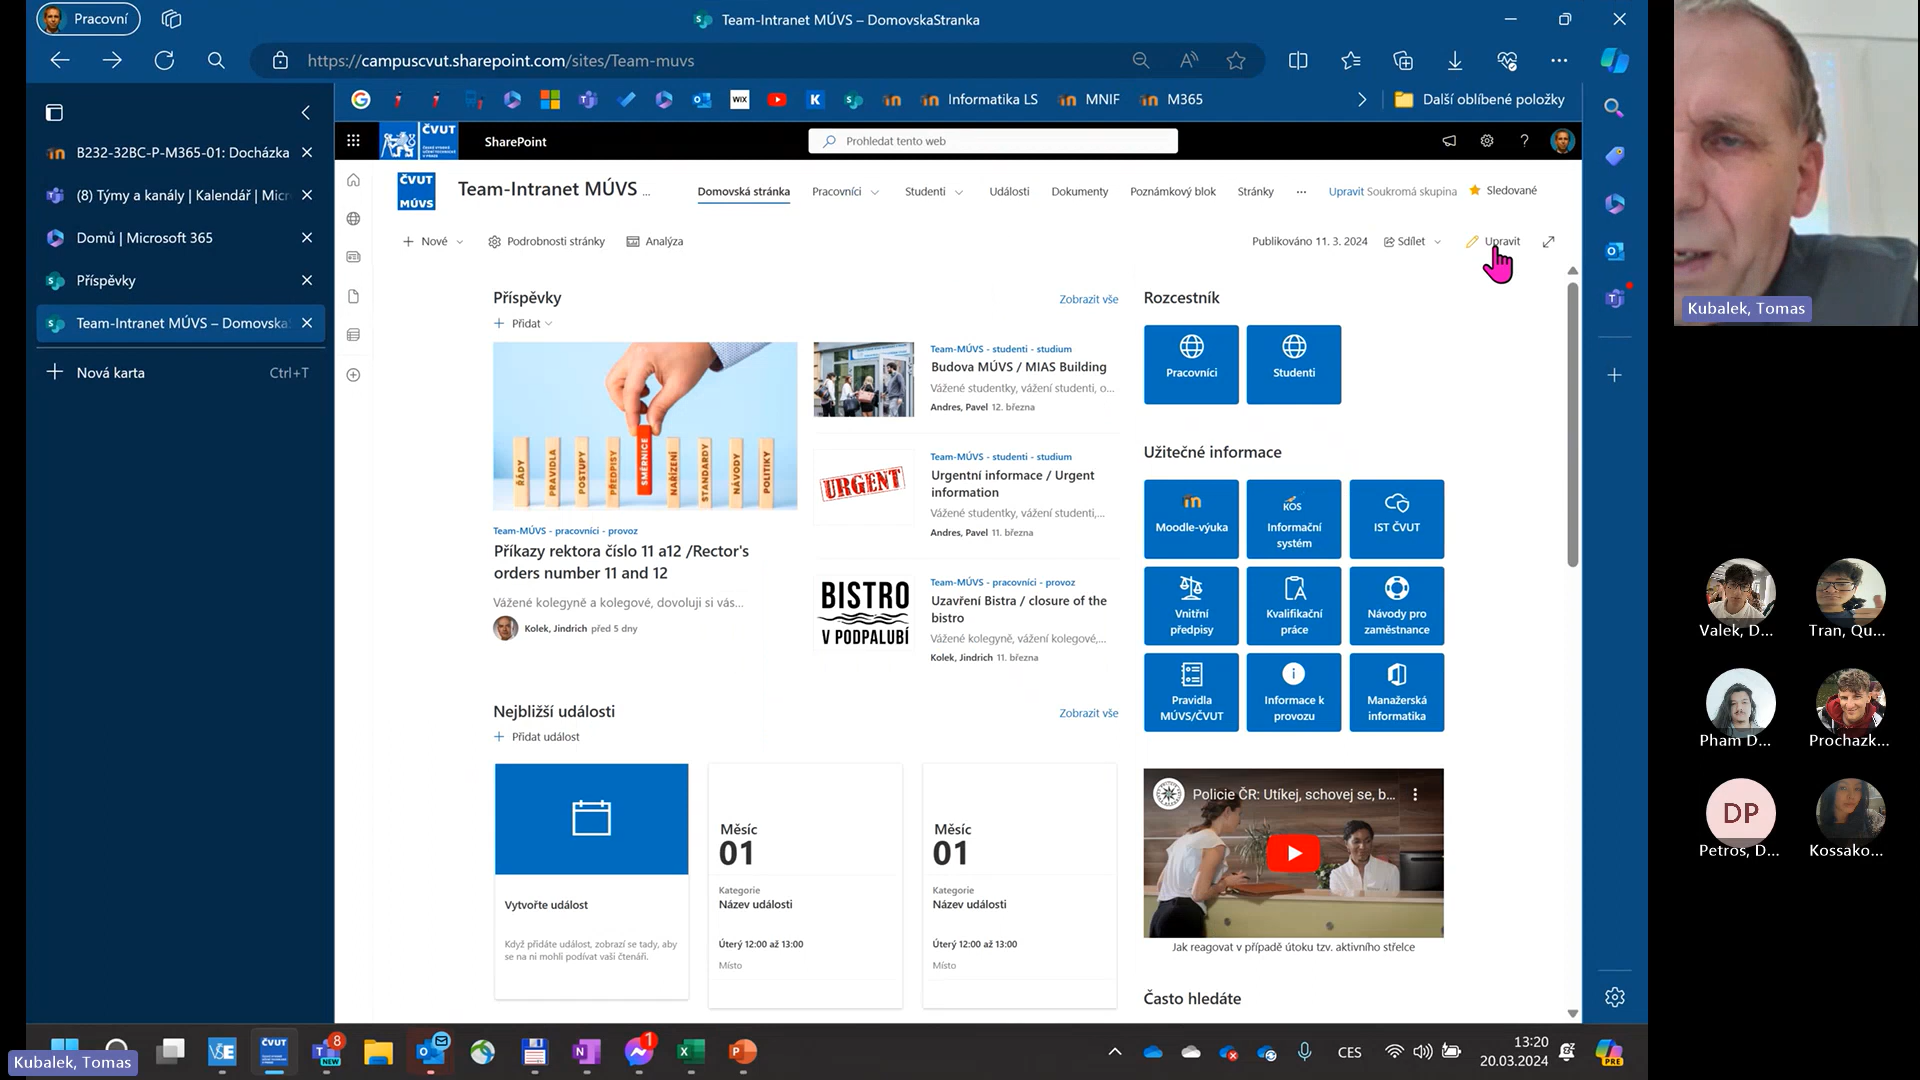 Pracovní
Team-Intranet MÚVS – DomovskaStranka
https://campuscvut.sharepoint.com/sites/Team-muvs
Informatika LS
MNIF
M365
Další oblíbené položky
B232-32BC-P-M365-01: Docházka
(8) Týmy a kanály | Kalendář | Micr
Domů | Microsoft 365
Příspěvky
Team-Intranet MÚVS – Domovska
Nová karta
Ctrl+T
ČVUT
SharePoint
Prohledat tento web
ČVUT
MÚVS
Team-Intranet MÚVS ...
Domovská stránka
Pracovníci
Studenti
Události
Dokumenty
Poznámkový blok
Stránky
Upravit
Soukromá skupina
Sledované
Nové
Podrobnosti stránky
Analýza
Publikováno 11. 3. 2024
Sdílet
Upravit
Příspěvky
Zobrazit vše
Přidat
ŘÁDY
PRAVIDLA
POSTUPY
PŘEDPISY
SMĚRNICE
NAŘÍZENÍ
STANDARDY
NÁVODY
POLITIKY
Team-MÚVS - pracovníci - provoz
Příkazy rektora číslo 11 a12 /Rector's
orders number 11 and 12
Vážené kolegyně a kolegové, dovoluji si vás...
Kolek, Jindrich před 5 dny
Team-MÚVS - studenti - studium
Budova MÚVS / MIAS Building
Vážené studentky, vážení studenti, o...
Andres, Pavel 12. března
URGENT
Team-MÚVS - studenti - studium
Urgentní informace / Urgent
information
Vážené studentky, vážení studenti,...
Andres, Pavel 11. března
BISTRO
V PODPALUBÍ
Team-MÚVS - pracovníci - provoz
Uzavření Bistra / closure of the
bistro
Vážené kolegyně, vážení kolegové,...
Kolek, Jindrich 11. března
Rozcestník
Pracovníci
Studenti
Užitečné informace
Moodle-výuka
KOS
Informační
systém
IST ČVUT
Vnitřní
předpisy
Kvalifikační
práce
Návody pro
zaměstnance
Pravidla
MÚVS/ČVUT
Informace k
provozu
Manažerská
informatika
Nejbližší události
Zobrazit vše
Přidat událost
Vytvořte událost
Když přidáte událost, zobrazí se tady, aby
se na ni mohli podívat vaši čtenáři.
Měsíc
01
Kategorie
Název události
Úterý 12:00 až 13:00
Místo
Měsíc
01
Kategorie
Název události
Úterý 12:00 až 13:00
Místo
Policie ČR: Utíkej, schovej se, b...
Jak reagovat v případě útoku tzv. aktivního střelce
Často hledáte
Kubalek, Tomas
Valek, D...
Tran, Qu...
Pham D...
Prochazk...
DP
Petros, D...
Kossako...
Kubalek, Tomas
CES
13:20
20.03.2024